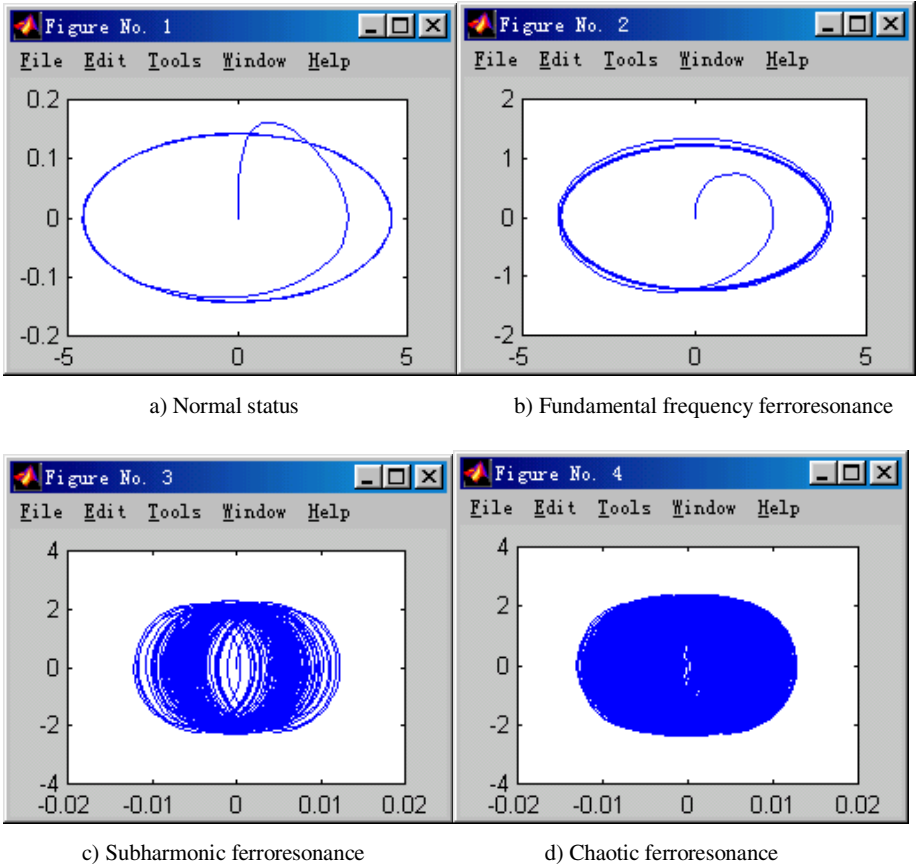 Figure No. 1
File Edit Tools Window Help
0.2
0.1
0
-0.1
-0.2
-5 0 5
a) Normal status
Figure No. 2
File Edit Tools Window Help
2
1
0
-1
-2
-5 0 5
b) Fundamental frequency ferroresonance
Figure No. 3
File Edit Tools Window Help
4
2
0
-2
-4
-0.02 -0.01 0 0.01 0.02
c) Subharmonic ferroresonance
Figure No. 4
File Edit Tools Window Help
4
2
0
-2
-4
-0.02 -0.01 0 0.01 0.02
d) Chaotic ferroresonance